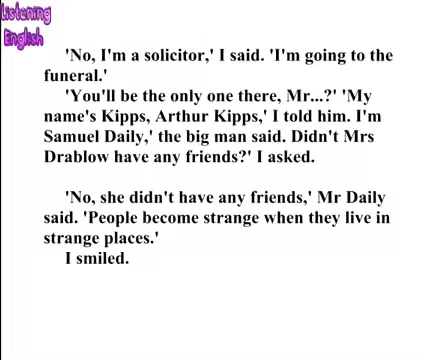 Listening
English
'No, I'm a solicitor,' I said. 'I'm going to the
funeral.'
'You'll be the only one there, Mr...?' 'My
name's Kipps, Arthur Kipps,' I told him. I'm
Samuel Daily,' the big man said. Didn't Mrs
Drablow have any friends?' I asked.
'No, she didn't have any friends,' Mr Daily
said. 'People become strange when they live in
strange places.'
I smiled.